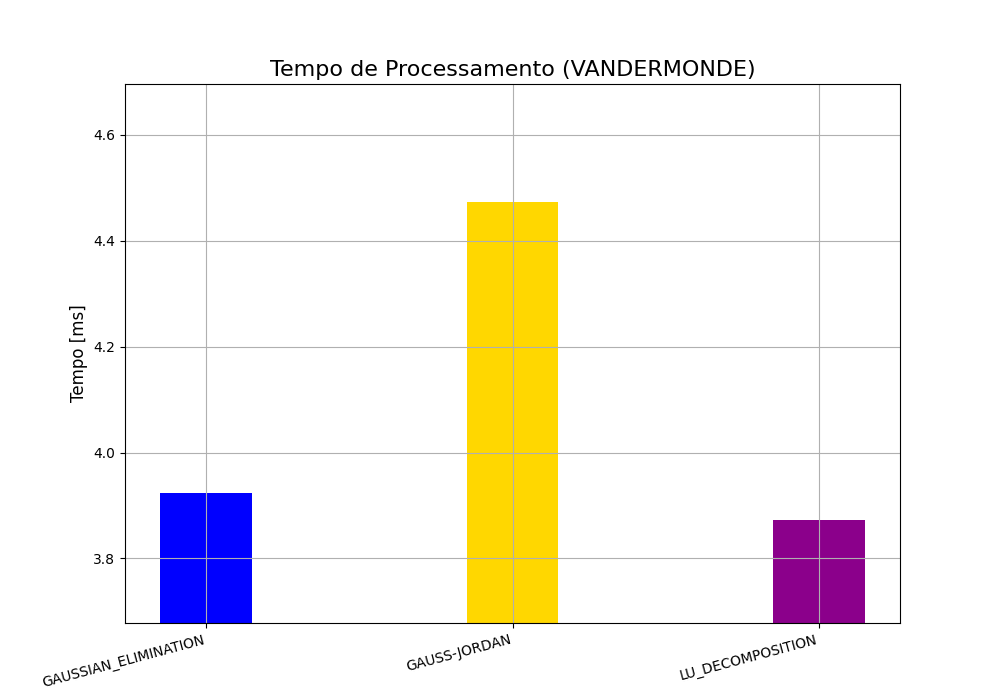 Tempo de Processamento (VANDERMONDE)
Tempo [ms]
4.6
4.4
4.2
4.0
3.8
GAUSSIAN_ELIMINATION
GAUSS-JORDAN
LU_DECOMPOSITION